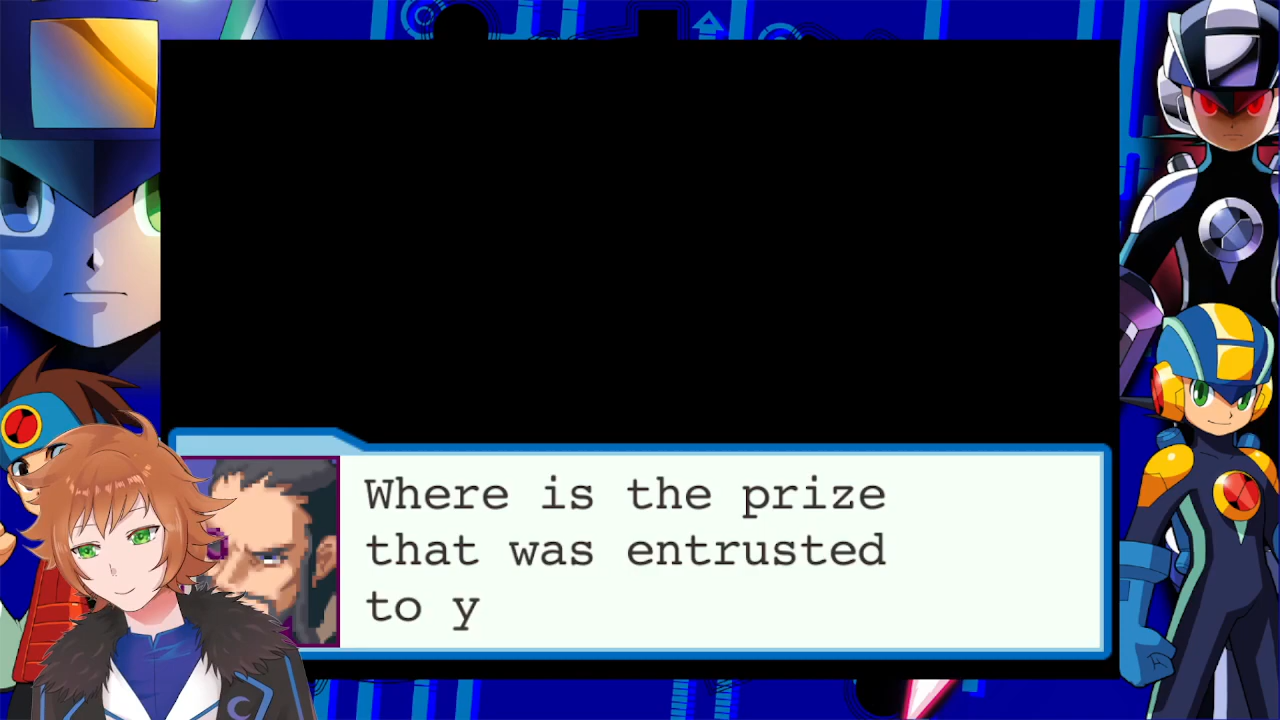 Where is the prize
that was entrusted
to y